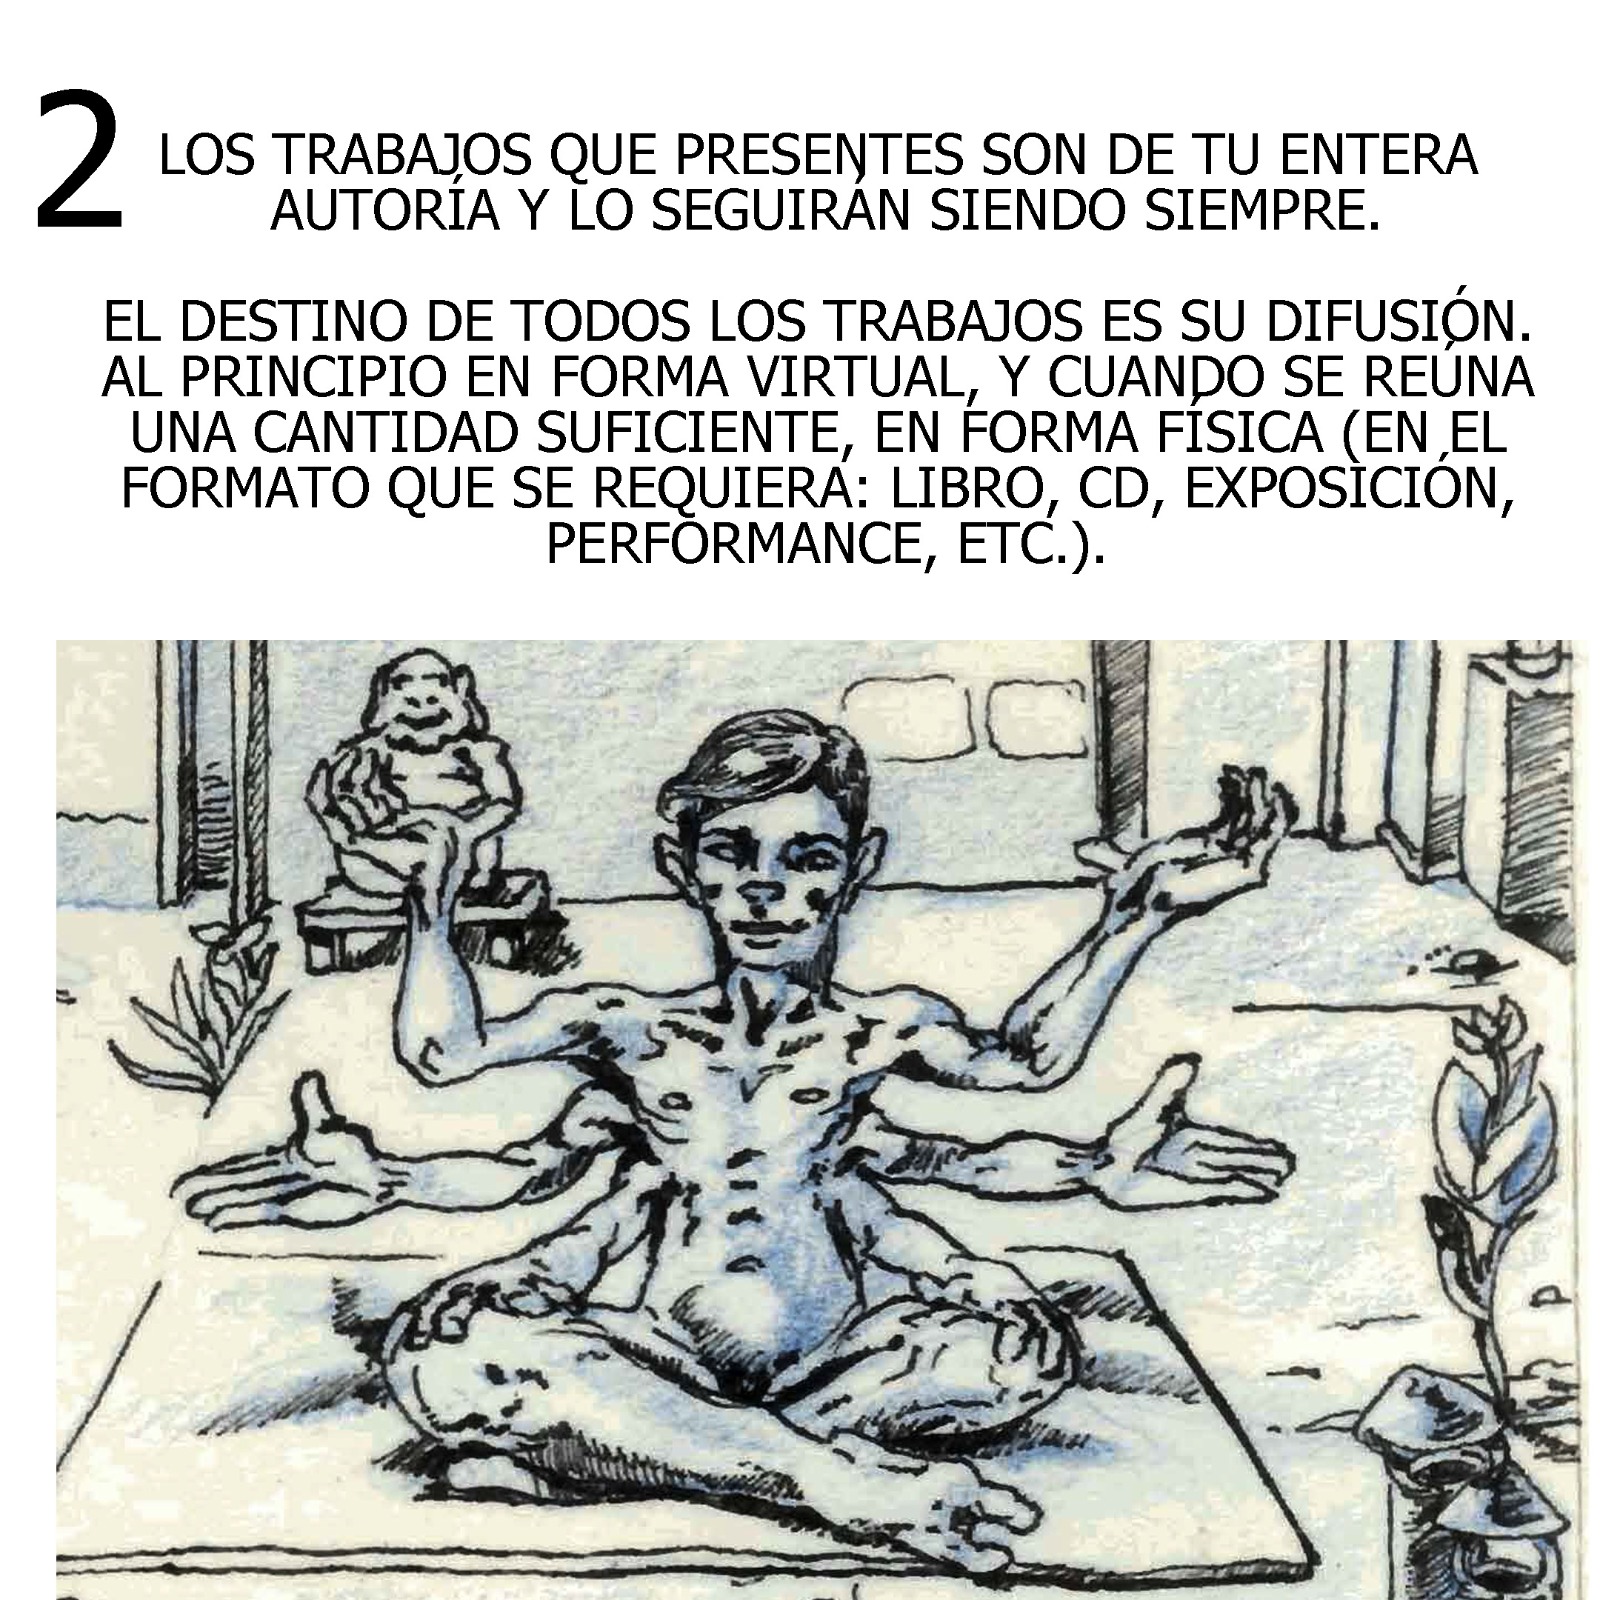 2
LOS TRABAJOS QUE PRESENTES SON DE TU ENTERA
AUTORÍA Y LO SEGUIRÁN SIENDO SIEMPRE.
EL DESTINO DE TODOS LOS TRABAJOS ES SU DIFUSIÓN.
AL PRINCIPIO EN FORMA VIRTUAL, Y CUANDO SE REÚNA
UNA CANTIDAD SUFICIENTE, EN FORMA FÍSICA (EN EL
FORMATO QUE SE REQUIERA: LIBRO, CD, EXPOSICIÓN,
PERFORMANCE, ETC.).